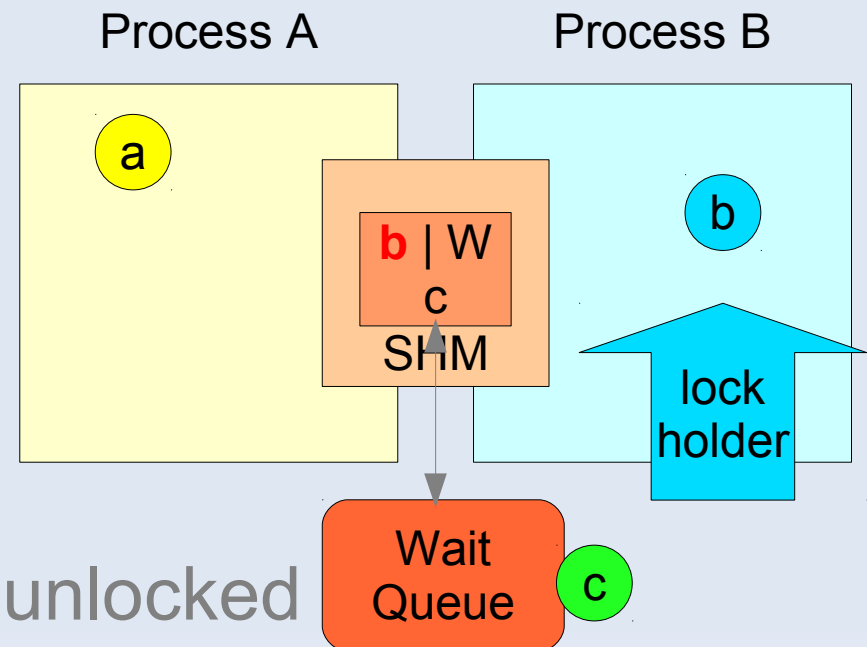 Process A
Process B
a
b
b | W
c
SHM
lock
holder
Wait
Queue
c
unlocked